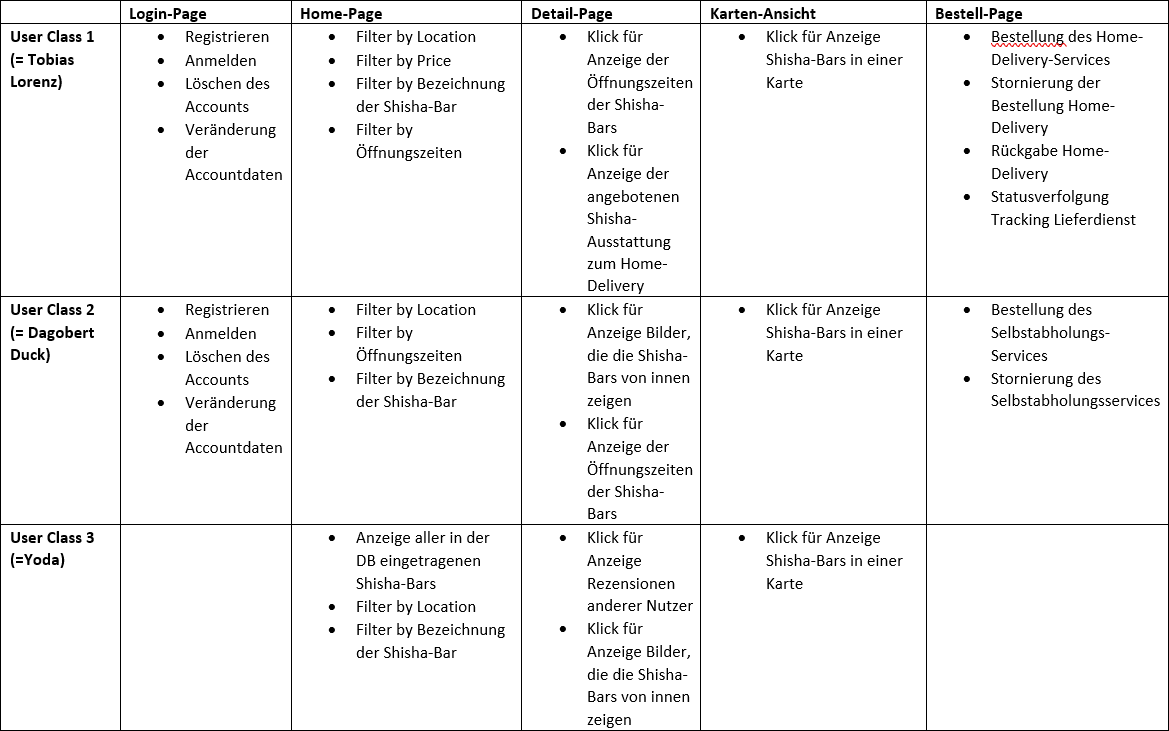 Login-Page
Home-Page
Detail-Page
Karten-Ansicht
Bestell-Page
User Class 1
(= Tobias
Lorenz)
• Registrieren
• Anmelden
• Löschen des
Accounts
• Veränderung
der
Accountdaten
• Filter by Location
• Filter by Price
• Filter by Bezeichnung
der Shisha-Bar
• Filter by
Öffnungszeiten
• Klick für
Anzeige der
Öffnungszeiten
der Shisha-
Bars
• Klick für
Anzeige der
angebotenen
Shisha-
Ausstattung
zum Home-
Delivery
• Klick für Anzeige
Shisha-Bars in einer
Karte
• Bestellung des Home-
Delivery-Services
• Stornierung der
Bestellung Home-
Delivery
• Rückgabe Home-
Delivery
• Statusverfolgung
Tracking Lieferdienst
User Class 2
(= Dagobert
Duck)
• Registrieren
• Anmelden
• Löschen des
Accounts
• Veränderung
der
Accountdaten
• Filter by Location
• Filter by
Öffnungszeiten
• Filter by Bezeichnung
der Shisha-Bar
• Klick für
Anzeige Bilder,
die die Shisha-
Bars von innen
zeigen
• Klick für
Anzeige der
Öffnungszeiten
der Shisha-
Bars
• Klick für Anzeige
Shisha-Bars in einer
Karte
• Bestellung des
Selbstabholungs-
Services
• Stornierung des
Selbstabholungsservices
User Class 3
(=Yoda)
• Anzeige aller in der
DB eingetragenen
Shisha-Bars
• Filter by Location
• Filter by Bezeichnung
der Shisha-Bar
• Klick für
Anzeige
Rezensionen
anderer Nutzer
• Klick für
Anzeige Bilder,
die die Shisha-
Bars von innen
zeigen
• Klick für Anzeige
Shisha-Bars in einer
Karte